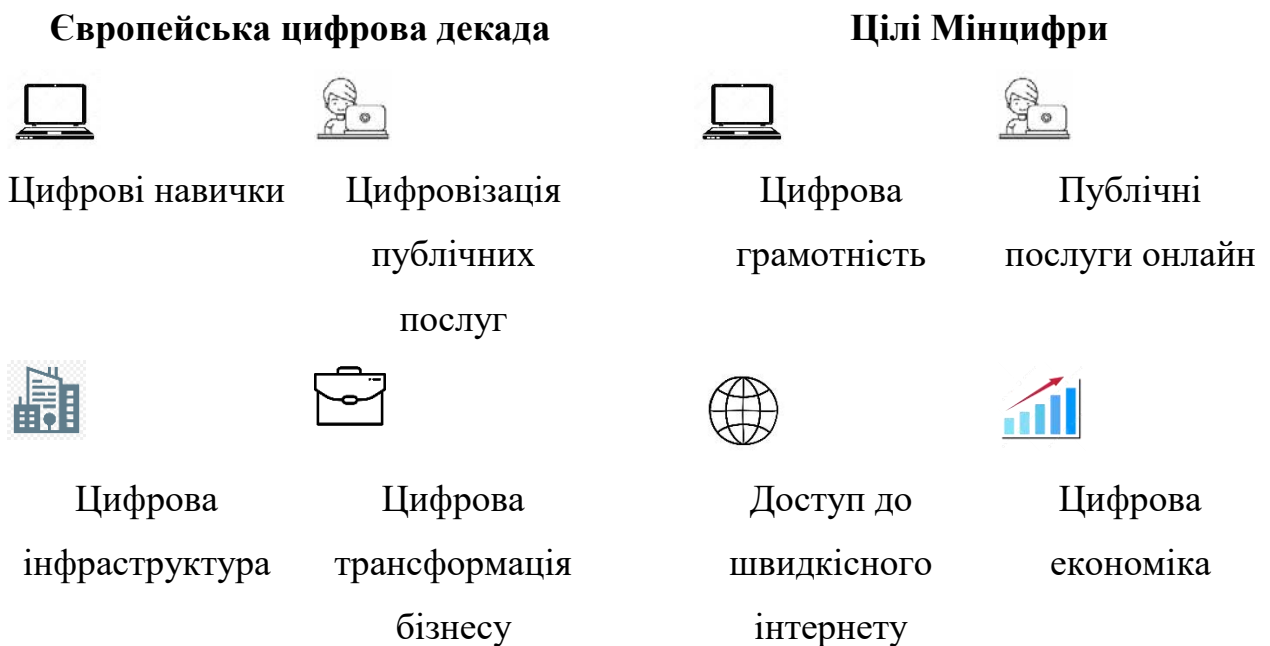 Європейська цифрова декада
Цілі Мінцифри
Цифрові навички
Цифровізація
публічних
послуг
Цифрова
грамотність
Публічні
послуги онлайн
Цифрова
інфраструктура
Цифрова
трансформація
бізнесу
Доступ до
швидкісного
інтернету
Цифрова
економіка